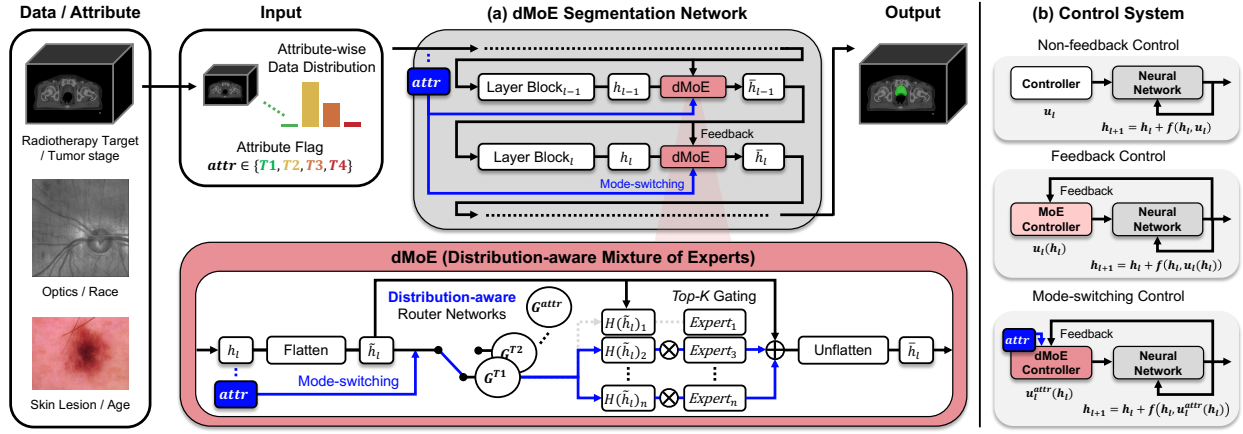 Data / Attribute
Radiotherapy Target
/ Tumor stage
Optics / Race
Skin Lesion / Age
Input
Attribute-wise
Data Distribution
Attribute Flag
attr ∈ {T1, T2, T3, T4}
(a) dMoE Segmentation Network
attr
Layer Block_{l−1}
h_{l−1}
dMoE
h̄_{l−1}
Feedback
Layer Block_l
h_l
dMoE
h̄_l
Mode-switching
Output
dMoE (Distribution-aware Mixture of Experts)
Distribution-aware
Router Networks
G^{attr}
G^{T2}
G^{T1}
Top-K Gating
h_l
Flatten
h̃_l
attr
Mode-switching
H(h̃_l)_1
Expert_1
H(h̃_l)_2
Expert_3
H(h̃_l)_n
Expert_n
Unflatten
h̄_l
(b) Control System
Non-feedback Control
Controller
Neural
Network
u_l
h_{l+1} = h_l + f(h_l, u_l)
Feedback Control
Feedback
MoE
Controller
Neural
Network
u_l(h_l)
h_{l+1} = h_l + f(h_l, u_l(h_l))
Mode-switching Control
attr
Feedback
dMoE
Controller
Neural
Network
u_l^{attr}(h_l)
h_{l+1} = h_l + f(h_l, u_l^{attr}(h_l))